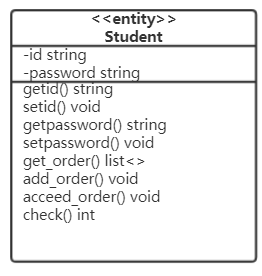 <<entity>>
Student
-id string
-password string
getid() string
setid() void
getpassword() string
setpassword() void
get_order() list<>
add_order() void
acceed_order() void
check() int